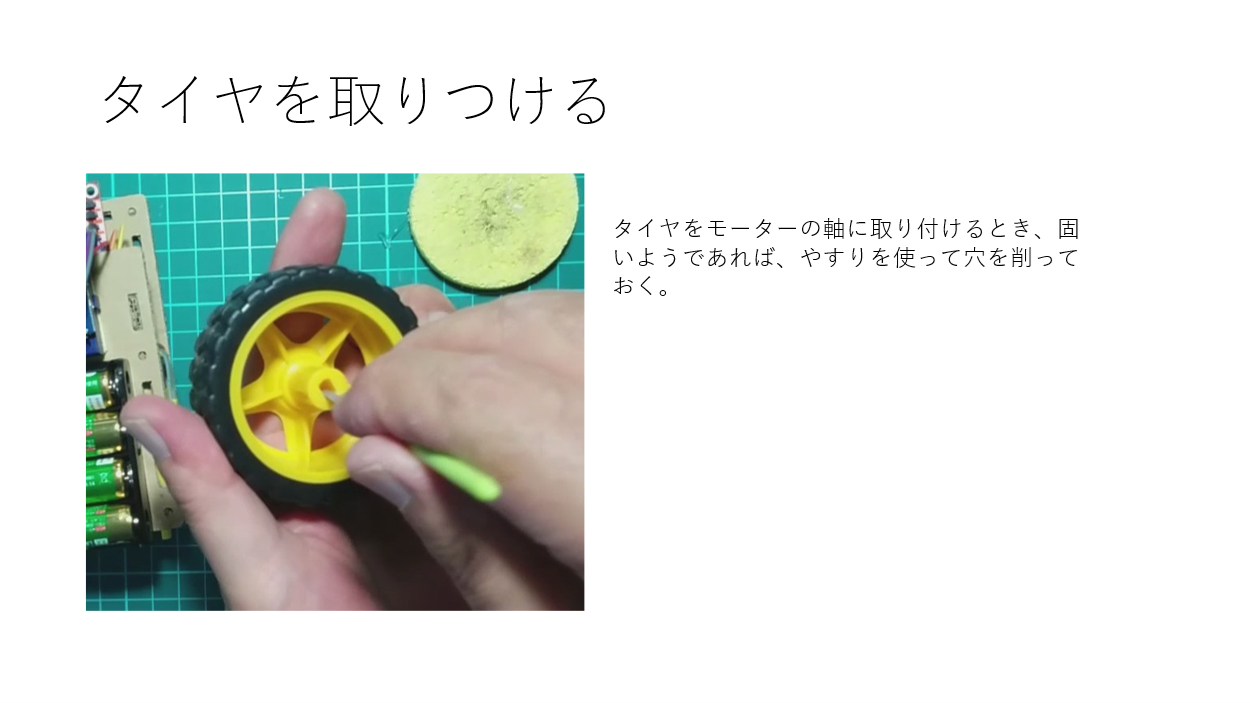 タイヤを取りつける
タイヤをモーターの軸に取り付けるとき、固
いようであれば、やすりを使って穴を削って
おく。